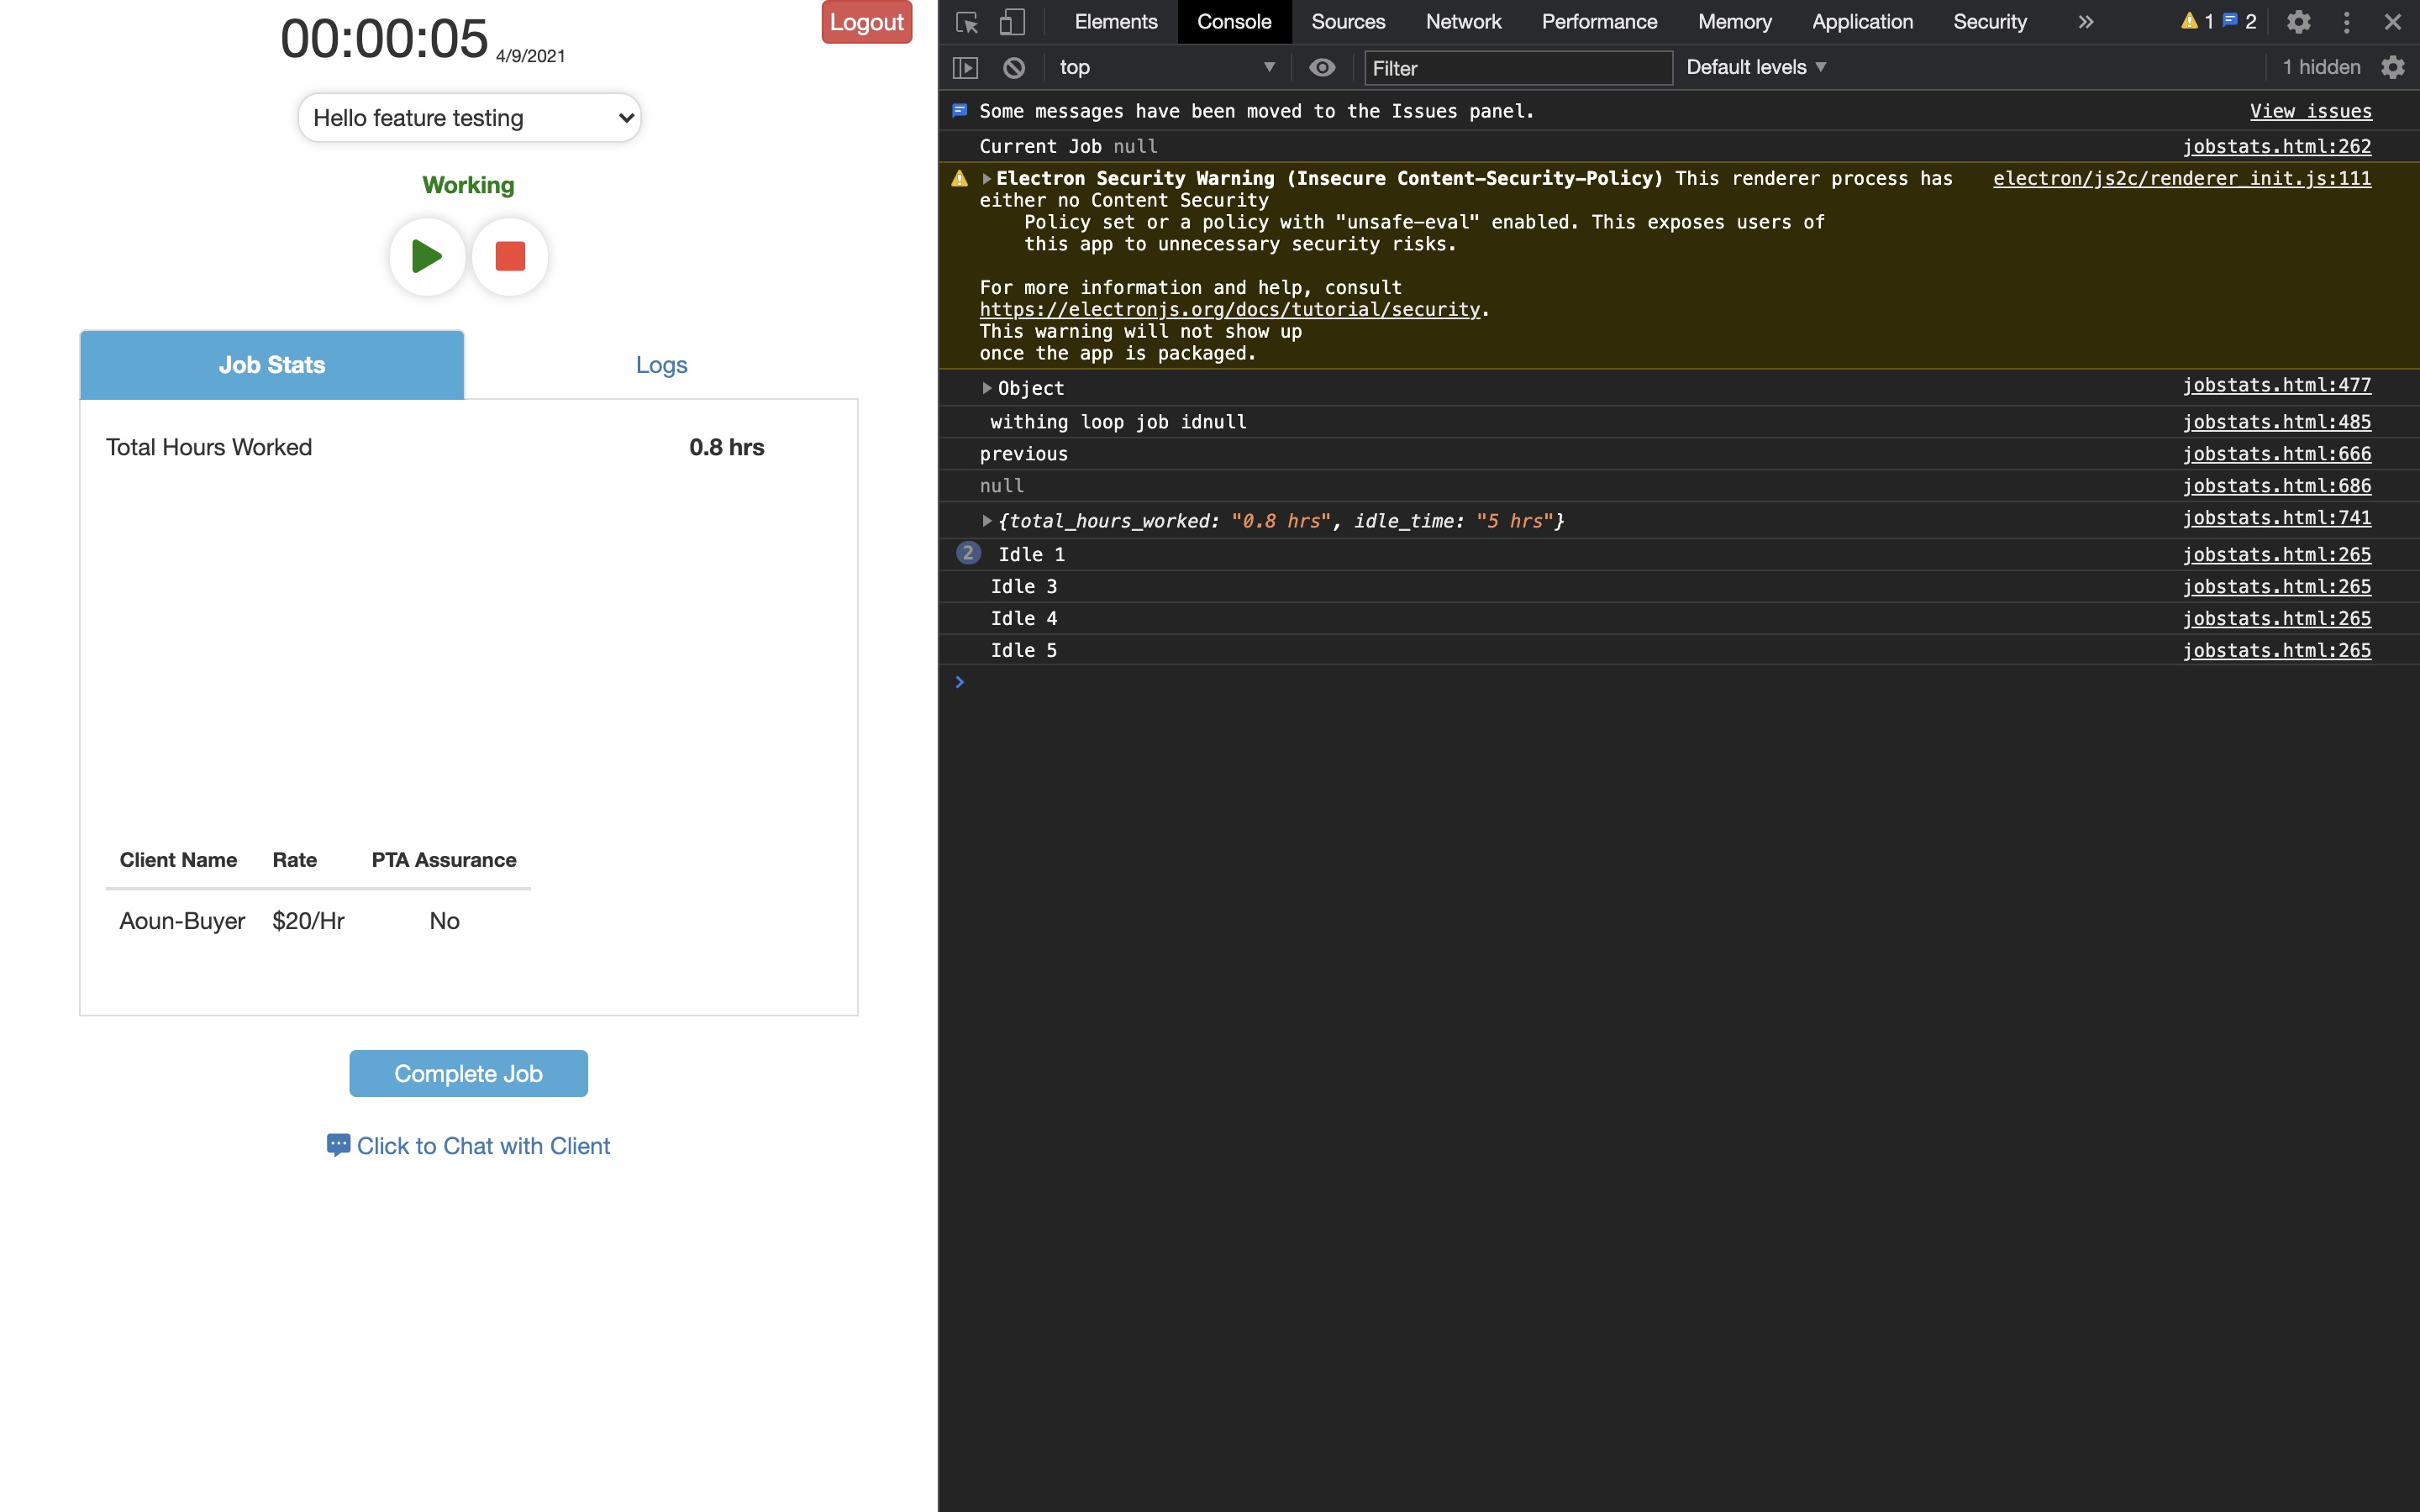 00:00:05 4/9/2021
Logout
Hello feature testing
Working
Job Stats
Logs
Total Hours Worked 0.8 hrs
Client Name Rate PTA Assurance
Aoun-Buyer $20/Hr No
Complete Job
Click to Chat with Client
Elements Console Sources Network Performance Memory Application Security » 1 2
top Filter Default levels 1 hidden
Some messages have been moved to the Issues panel. View issues
Current Job null jobstats.html:262
Electron Security Warning (Insecure Content-Security-Policy) This renderer process has electron/js2c/renderer_init.js:111
either no Content Security
Policy set or a policy with "unsafe-eval" enabled. This exposes users of
this app to unnecessary security risks.
For more information and help, consult
https://electronjs.org/docs/tutorial/security.
This warning will not show up
once the app is packaged.
Object jobstats.html:477
withing loop job idnull jobstats.html:485
previous jobstats.html:666
null jobstats.html:686
{total_hours_worked: "0.8 hrs", idle_time: "5 hrs"} jobstats.html:741
2 Idle 1 jobstats.html:265
Idle 3 jobstats.html:265
Idle 4 jobstats.html:265
Idle 5 jobstats.html:265